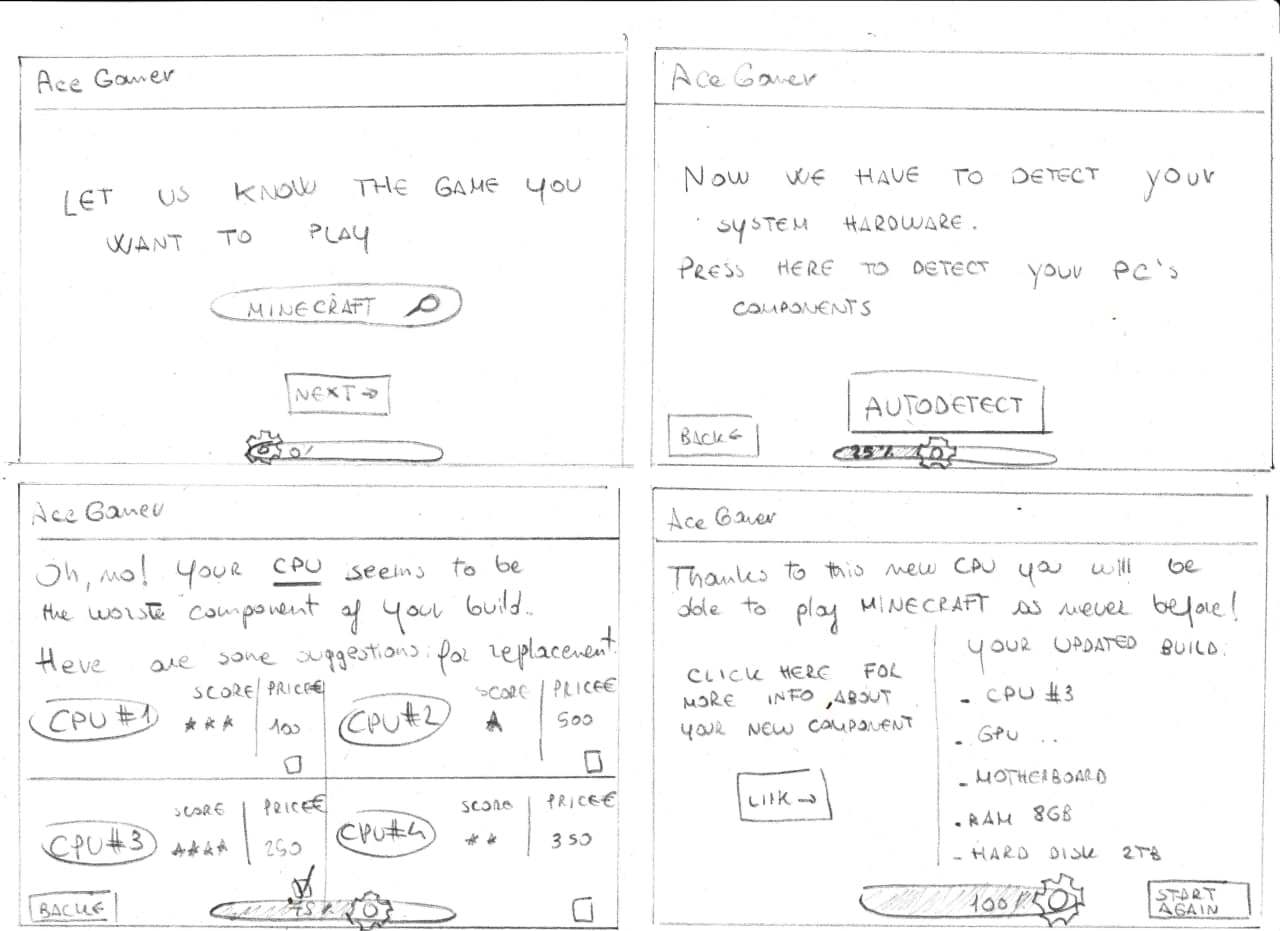 Ace Gamer
LET US KNOW THE GAME YOU
WANT TO PLAY
MINECRAFT
NEXT →
0%
Ace Gamer
NOW WE HAVE TO DETECT YOUR
SYSTEM HARDWARE.
PRESS HERE TO DETECT YOUR PC'S
COMPONENTS
AUTODETECT
BACK ←
25%
Ace Gamer
Oh, no! YOUR CPU seems to be
the worste component of your build..
Here are some suggestions for replacement.
SCORE PRICE€
CPU #1 ★★★ 100
SCORE PRICE€
CPU#2 ★ 500
SCORE PRICE€
CPU#3 ★★★★ 250
SCORE PRICE€
CPU#4 ★★ 350
BACK←
75%
Ace Gamer
Thanks to this new CPU you will be
able to play MINECRAFT as never before!
CLICK HERE FOR
MORE INFO ABOUT
YOUR NEW COMPONENT
LINK →
YOUR UPDATED BUILD:
- CPU #3
- GPU ..
- MOTHERBOARD
- RAM 8GB
- HARD DISK 2TB
100%
START
AGAIN